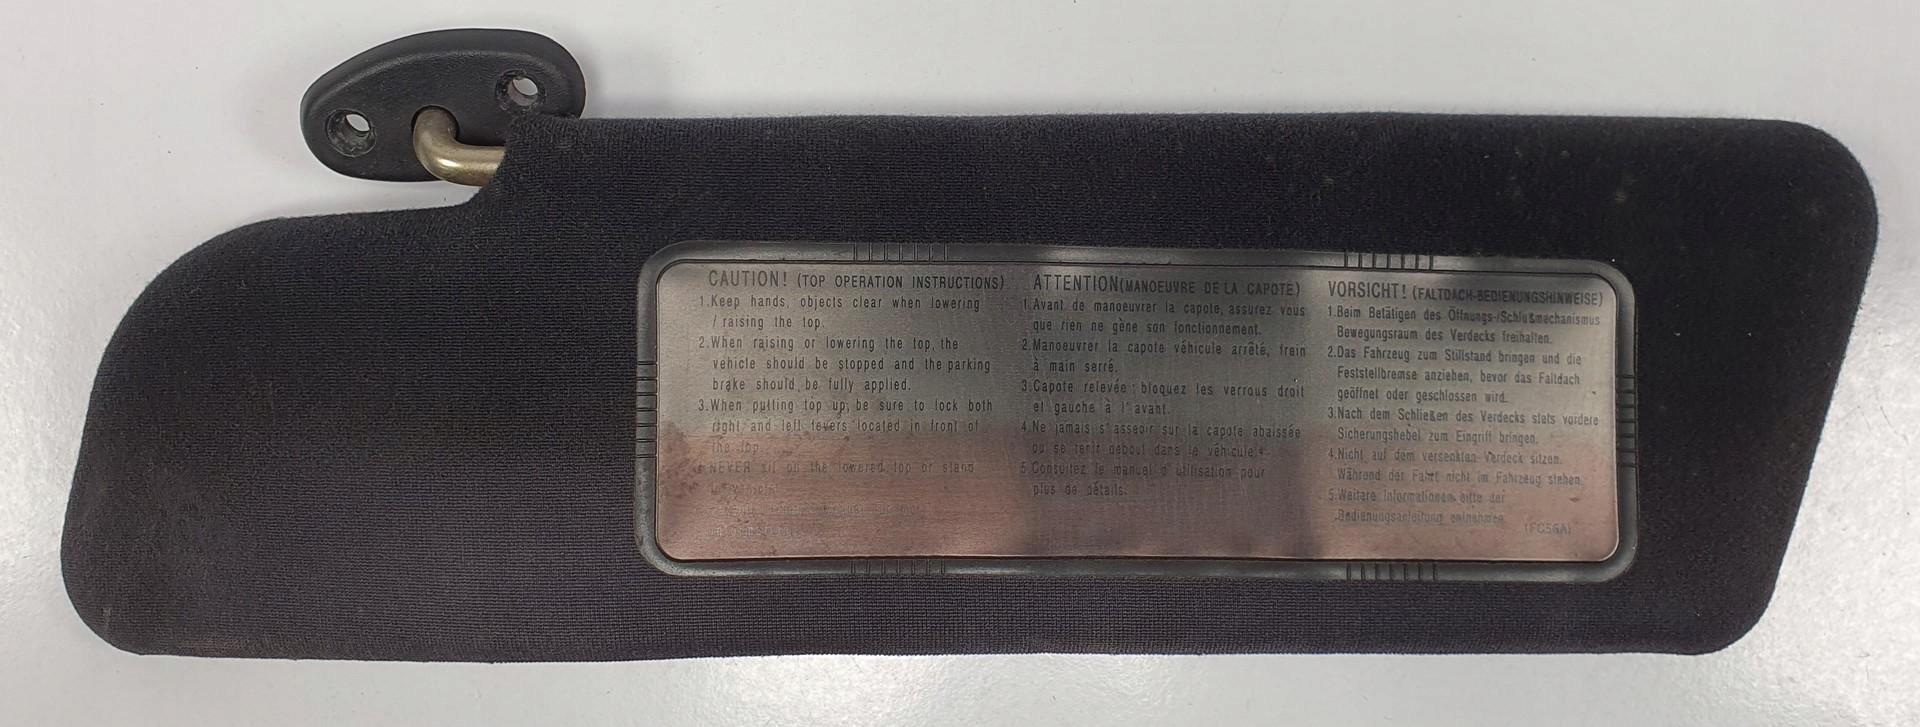 CAUTION! (TOP OPERATION INSTRUCTIONS)
1.Keep hands, objects clear when lowering
/ raising the top.
2.When raising or lowering the top, the
vehicle should be stopped and the parking
brake should be fully applied.
3.When putting top up, be sure to lock both
right and left levers located in front of
the top
NEVER sit on the lowered top or stand
ATTENTION(MANOEUVRE DE LA CAPOTE)
1.Avant de manoeuvrer la capote, assurez vous
que rien ne gène son fonctionnement.
2.Manoeuvrer la capote véhicule arrêté, frein
à main serré.
3.Capote relevée : bloquez les verrous droit
et gauche à l'avant.
4.Ne jamais s'asseoir sur la capote abaissée
ou se tenir debout dans le véhicule.
5.Consultez le manuel d'utilisation pour
plus de détails.
VORSICHT! (FALTDACH-BEDIENUNGSHINWEISE)
1.Beim Betätigen des Öffnungs-/Schlußmechanismus
Bewegungsraum des Verdecks freihalten.
2.Das Fahrzeug zum Stillstand bringen und die
Feststellbremse anziehen, bevor das Faltdach
geöffnet oder geschlossen wird.
3.Nach dem Schließen des Verdecks stets vordere
Sicherungshebel zum Eingriff bringen.
4.Nicht auf dem versenkten Verdeck sitzen.
Während der Fahrt nicht im Fahrzeug stehen.
5.Weitere Informationen bitte der
Bedienungsanleitung entnehmen.
(FC56A)